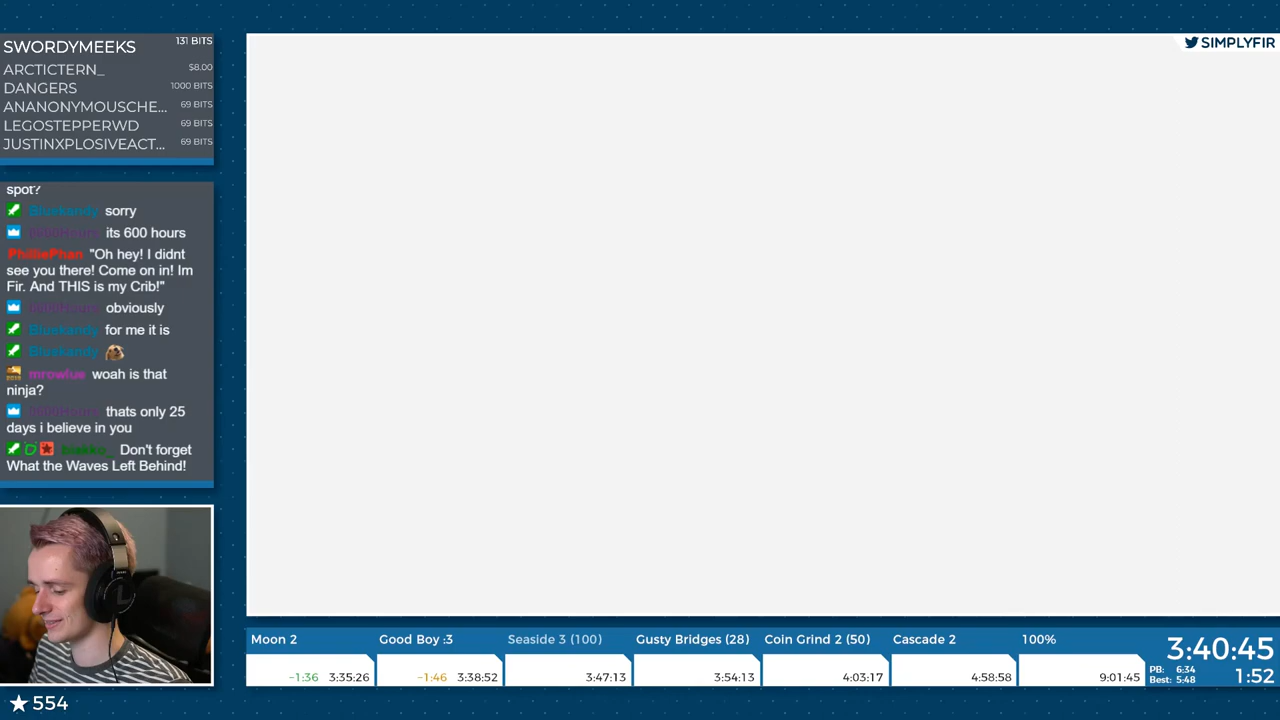 SWORDYMEEKS 131 BITS
ARCTICTERN_ $8.00
DANGERS 1000 BITS
ANANONYMOUSCHE... 69 BITS
LEGOSTEPPERWD 69 BITS
JUSTINXPLOSIVEACT... 69 BITS
SIMPLYFIR
spot?
Bluekandy sorry
its 600 hours
PhilliePhan "Oh hey! I didnt
see you there! Come on in! Im
Fir. And THIS is my Crib!"
obviously
Bluekandy for me it is
Bluekandy
mrowlue woah is that
ninja?
thats only 25
days i believe in you
Don't forget
What the Waves Left Behind!
554
Moon 2 -1:36 3:35:26
Good Boy :3 -1:46 3:38:52
Seaside 3 (100) 3:47:13
Gusty Bridges (28) 3:54:13
Coin Grind 2 (50) 4:03:17
Cascade 2 4:58:58
100% 9:01:45
3:40:45
PB: 6:34
Best: 5:48
1:52